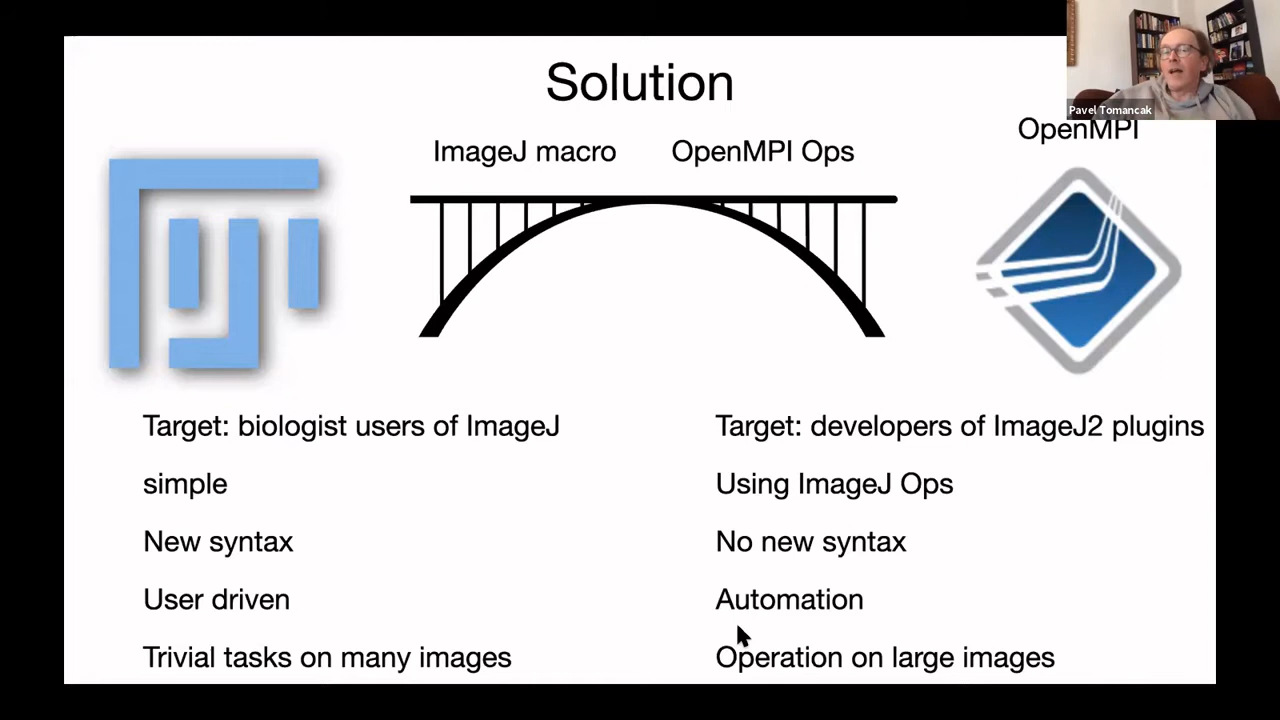 Solution
Pavel Tomancak
OpenMPI
ImageJ macro
OpenMPI Ops
Target: biologist users of ImageJ
simple
New syntax
User driven
Trivial tasks on many images
Target: developers of ImageJ2 plugins
Using ImageJ Ops
No new syntax
Automation
Operation on large images